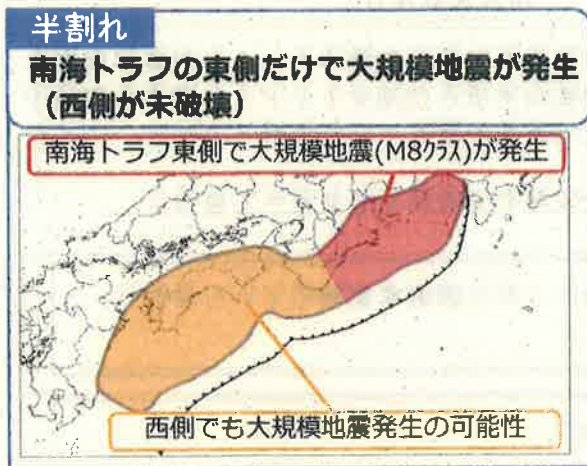 半割れ
南海トラフの東側だけで大規模地震が発生
（西側が未破壊）
南海トラフ東側で大規模地震(M8ｸﾗｽ)が発生
西側でも大規模地震発生の可能性